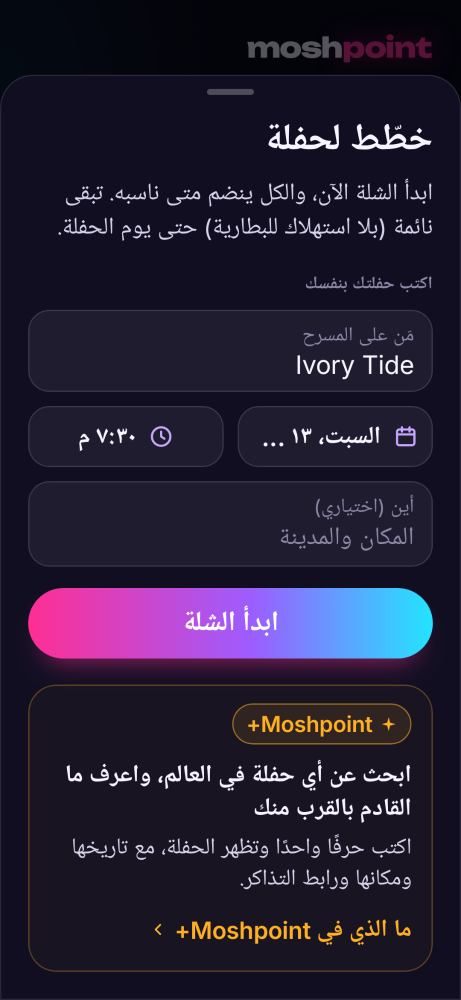 moshpoint
خطّط لحفلة
ابدأ الشلة الآن، والكل ينضم متى ناسبه. تبقى
نائمة (بلا استهلاك للبطارية) حتى يوم الحفلة.
اكتب حفلتك بنفسك
مَن على المسرح
Ivory Tide
السبت، ١٣ ...
٧:٣٠ م
أين (اختياري)
المكان والمدينة
ابدأ الشلة
Moshpoint+
ابحث عن أي حفلة في العالم، واعرف ما
القادم بالقرب منك
اكتب حرفًا واحدًا وتظهر الحفلة، مع تاريخها
ومكانها ورابط التذاكر.
ما الذي في Moshpoint+